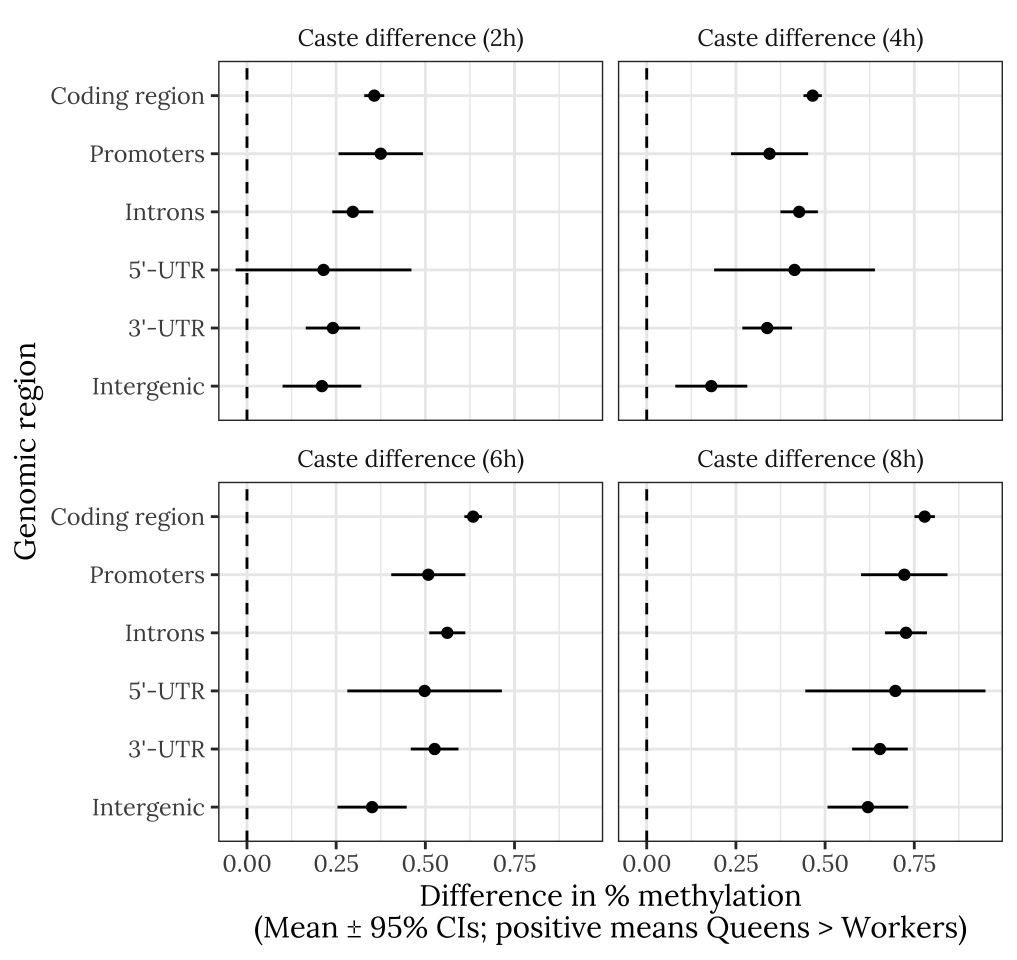 Caste difference (2h)
Caste difference (4h)
Coding region
Promoters
Introns
5'-UTR
3'-UTR
Intergenic
Genomic region
Caste difference (6h)
Caste difference (8h)
Coding region
Promoters
Introns
5'-UTR
3'-UTR
Intergenic
0.00 0.25 0.50 0.75
0.00 0.25 0.50 0.75
Difference in % methylation
(Mean ± 95% CIs; positive means Queens > Workers)